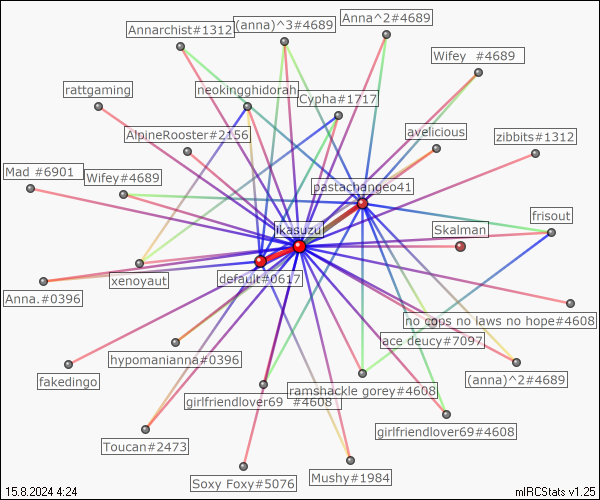 Annarchist#1312
(anna)^3#4689
Anna^2#4689
Wifey  #4689
rattgaming
neokingghidorah
Cypha#1717
AlpineRooster#2156
avelicious
zibbits#1312
Mad #6901
Wifey#4689
pastachangeo41
frisout
likasuzu
Skalman
xenoyaut
default#0617
Anna.#0396
no cops no laws no hope#4608
ace deucy#7097
hypomanianna#0396
fakedingo
(anna)^2#4689
ramshackle gorey#4608
girlfriendlover69  #4608
girlfriendlover69#4608
Toucan#2473
Mushy#1984
Soxy Foxy#5076
15.8.2024 4:24
mIRCStats v1.25